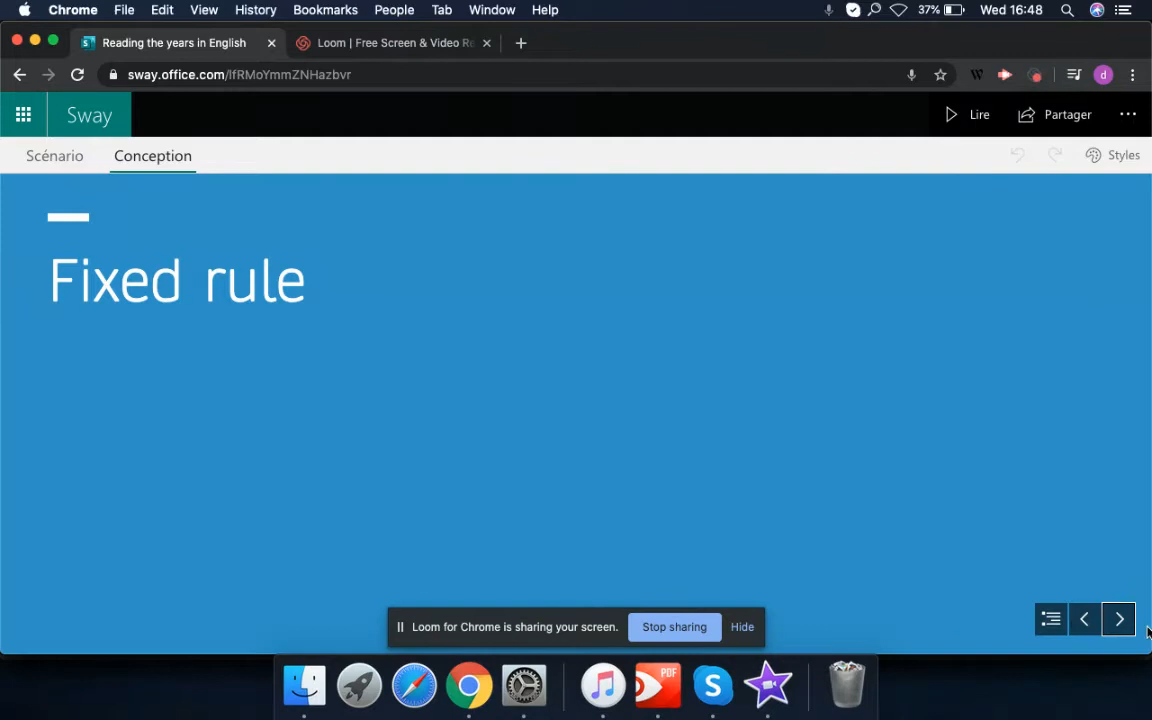 Chrome File Edit View History Bookmarks People Tab Window Help 37% Wed 16:48
Reading the years in English Loom | Free Screen & Video Re
sway.office.com/lfRMoYmmZNHazbvr W d
Sway Lire Partager
Scénario Conception Styles
Fixed rule
Loom for Chrome is sharing your screen. Stop sharing Hide
PDF